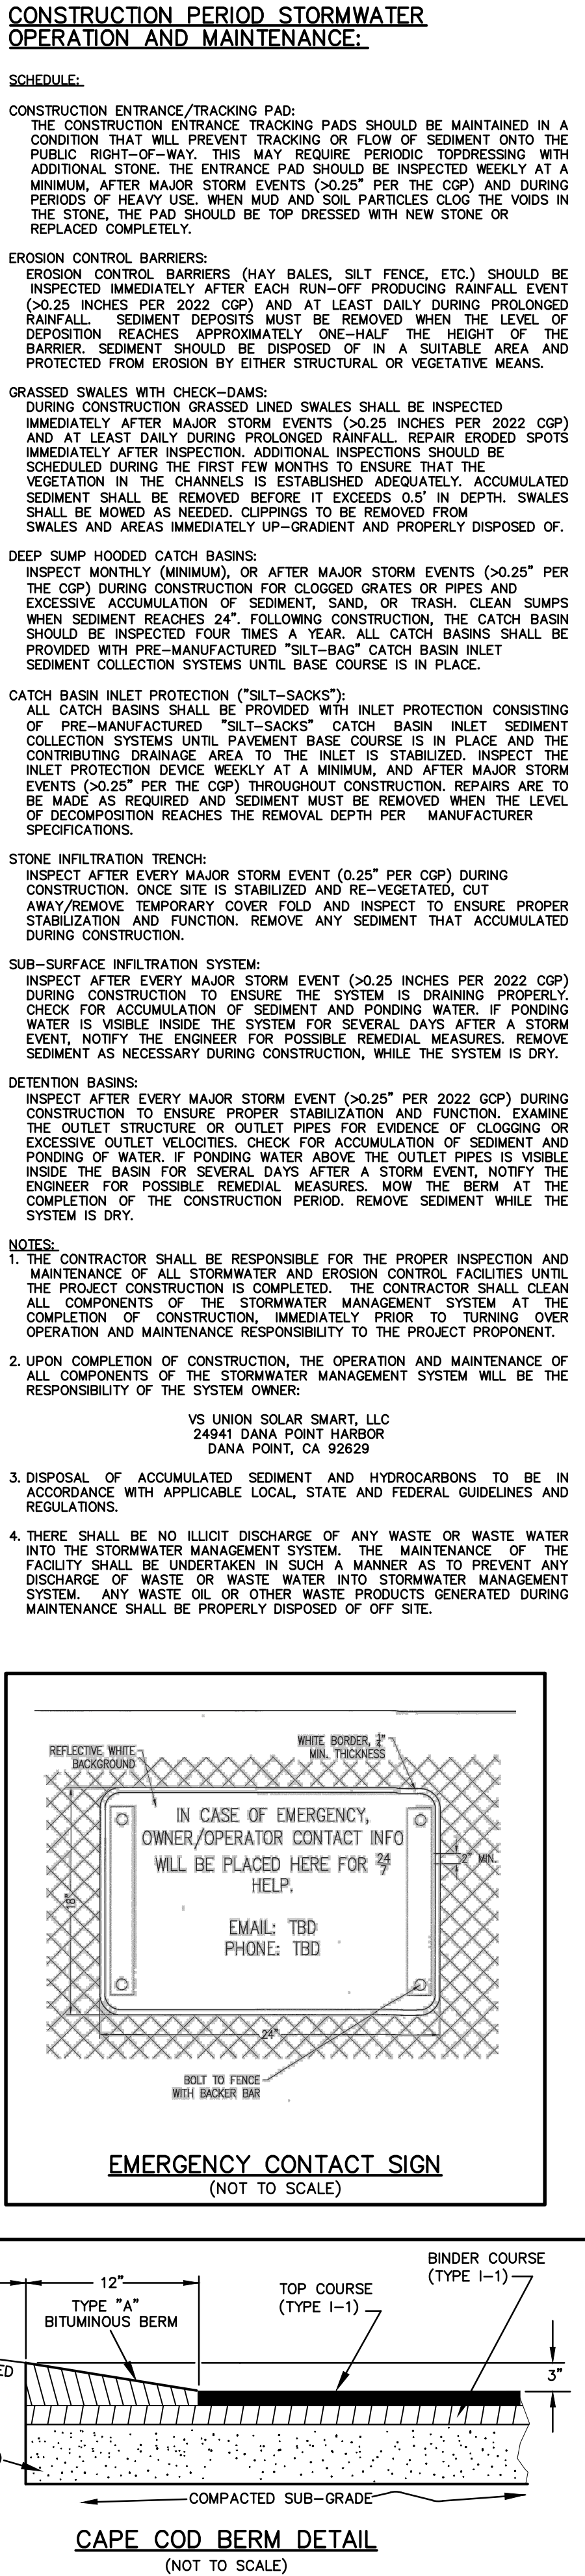 CONSTRUCTION PERIOD STORMWATER
OPERATION AND MAINTENANCE:
SCHEDULE:
CONSTRUCTION ENTRANCE/TRACKING PAD:
THE CONSTRUCTION ENTRANCE TRACKING PADS SHOULD BE MAINTAINED IN A
CONDITION THAT WILL PREVENT TRACKING OR FLOW OF SEDIMENT ONTO THE
PUBLIC RIGHT-OF-WAY. THIS MAY REQUIRE PERIODIC TOPDRESSING WITH
ADDITIONAL STONE. THE ENTRANCE PAD SHOULD BE INSPECTED WEEKLY AT A
MINIMUM, AFTER MAJOR STORM EVENTS (>0.25" PER THE CGP) AND DURING
PERIODS OF HEAVY USE. WHEN MUD AND SOIL PARTICLES CLOG THE VOIDS IN
THE STONE, THE PAD SHOULD BE TOP DRESSED WITH NEW STONE OR
REPLACED COMPLETELY.
EROSION CONTROL BARRIERS:
EROSION CONTROL BARRIERS (HAY BALES, SILT FENCE, ETC.) SHOULD BE
INSPECTED IMMEDIATELY AFTER EACH RUN-OFF PRODUCING RAINFALL EVENT
(>0.25 INCHES PER 2022 CGP) AND AT LEAST DAILY DURING PROLONGED
RAINFALL. SEDIMENT DEPOSITS MUST BE REMOVED WHEN THE LEVEL OF
DEPOSITION REACHES APPROXIMATELY ONE-HALF THE HEIGHT OF THE
BARRIER. SEDIMENT SHOULD BE DISPOSED OF IN A SUITABLE AREA AND
PROTECTED FROM EROSION BY EITHER STRUCTURAL OR VEGETATIVE MEANS.
GRASSED SWALES WITH CHECK-DAMS:
DURING CONSTRUCTION GRASSED LINED SWALES SHALL BE INSPECTED
IMMEDIATELY AFTER MAJOR STORM EVENTS (>0.25 INCHES PER 2022 CGP)
AND AT LEAST DAILY DURING PROLONGED RAINFALL. REPAIR ERODED SPOTS
IMMEDIATELY AFTER INSPECTION. ADDITIONAL INSPECTIONS SHOULD BE
SCHEDULED DURING THE FIRST FEW MONTHS TO ENSURE THAT THE
VEGETATION IN THE CHANNELS IS ESTABLISHED ADEQUATELY. ACCUMULATED
SEDIMENT SHALL BE REMOVED BEFORE IT EXCEEDS 0.5' IN DEPTH. SWALES
SHALL BE MOWED AS NEEDED. CLIPPINGS TO BE REMOVED FROM
SWALES AND AREAS IMMEDIATELY UP-GRADIENT AND PROPERLY DISPOSED OF.
DEEP SUMP HOODED CATCH BASINS:
INSPECT MONTHLY (MINIMUM), OR AFTER MAJOR STORM EVENTS (>0.25" PER
THE CGP) DURING CONSTRUCTION FOR CLOGGED GRATES OR PIPES AND
EXCESSIVE ACCUMULATION OF SEDIMENT, SAND, OR TRASH. CLEAN SUMPS
WHEN SEDIMENT REACHES 24". FOLLOWING CONSTRUCTION, THE CATCH BASIN
SHOULD BE INSPECTED FOUR TIMES A YEAR. ALL CATCH BASINS SHALL BE
PROVIDED WITH PRE-MANUFACTURED "SILT-BAG" CATCH BASIN INLET
SEDIMENT COLLECTION SYSTEMS UNTIL BASE COURSE IS IN PLACE.
CATCH BASIN INLET PROTECTION ("SILT-SACKS"):
ALL CATCH BASINS SHALL BE PROVIDED WITH INLET PROTECTION CONSISTING
OF PRE-MANUFACTURED "SILT-SACKS" CATCH BASIN INLET SEDIMENT
COLLECTION SYSTEMS UNTIL PAVEMENT BASE COURSE IS IN PLACE AND THE
CONTRIBUTING DRAINAGE AREA TO THE INLET IS STABILIZED. INSPECT THE
INLET PROTECTION DEVICE WEEKLY AT A MINIMUM, AND AFTER MAJOR STORM
EVENTS (>0.25" PER THE CGP) THROUGHOUT CONSTRUCTION. REPAIRS ARE TO
BE MADE AS REQUIRED AND SEDIMENT MUST BE REMOVED WHEN THE LEVEL
OF DECOMPOSITION REACHES THE REMOVAL DEPTH PER MANUFACTURER
SPECIFICATIONS.
STONE INFILTRATION TRENCH:
INSPECT AFTER EVERY MAJOR STORM EVENT (0.25" PER CGP) DURING
CONSTRUCTION. ONCE SITE IS STABILIZED AND RE-VEGETATED, CUT
AWAY/REMOVE TEMPORARY COVER FOLD AND INSPECT TO ENSURE PROPER
STABILIZATION AND FUNCTION. REMOVE ANY SEDIMENT THAT ACCUMULATED
DURING CONSTRUCTION.
SUB-SURFACE INFILTRATION SYSTEM:
INSPECT AFTER EVERY MAJOR STORM EVENT (>0.25 INCHES PER 2022 CGP)
DURING CONSTRUCTION TO ENSURE THE SYSTEM IS DRAINING PROPERLY.
CHECK FOR ACCUMULATION OF SEDIMENT AND PONDING WATER. IF PONDING
WATER IS VISIBLE INSIDE THE SYSTEM FOR SEVERAL DAYS AFTER A STORM
EVENT, NOTIFY THE ENGINEER FOR POSSIBLE REMEDIAL MEASURES. REMOVE
SEDIMENT AS NECESSARY DURING CONSTRUCTION, WHILE THE SYSTEM IS DRY.
DETENTION BASINS:
INSPECT AFTER EVERY MAJOR STORM EVENT (>0.25" PER 2022 GCP) DURING
CONSTRUCTION TO ENSURE PROPER STABILIZATION AND FUNCTION. EXAMINE
THE OUTLET STRUCTURE OR OUTLET PIPES FOR EVIDENCE OF CLOGGING OR
EXCESSIVE OUTLET VELOCITIES. CHECK FOR ACCUMULATION OF SEDIMENT AND
PONDING OF WATER. IF PONDING WATER ABOVE THE OUTLET PIPES IS VISIBLE
INSIDE THE BASIN FOR SEVERAL DAYS AFTER A STORM EVENT, NOTIFY THE
ENGINEER FOR POSSIBLE REMEDIAL MEASURES. MOW THE BERM AT THE
COMPLETION OF THE CONSTRUCTION PERIOD. REMOVE SEDIMENT WHILE THE
SYSTEM IS DRY.
NOTES:
1. THE CONTRACTOR SHALL BE RESPONSIBLE FOR THE PROPER INSPECTION AND
MAINTENANCE OF ALL STORMWATER AND EROSION CONTROL FACILITIES UNTIL
THE PROJECT CONSTRUCTION IS COMPLETED. THE CONTRACTOR SHALL CLEAN
ALL COMPONENTS OF THE STORMWATER MANAGEMENT SYSTEM AT THE
COMPLETION OF CONSTRUCTION, IMMEDIATELY PRIOR TO TURNING OVER
OPERATION AND MAINTENANCE RESPONSIBILITY TO THE PROJECT PROPONENT.
2. UPON COMPLETION OF CONSTRUCTION, THE OPERATION AND MAINTENANCE OF
ALL COMPONENTS OF THE STORMWATER MANAGEMENT SYSTEM WILL BE THE
RESPONSIBILITY OF THE SYSTEM OWNER:
VS UNION SOLAR SMART, LLC
24941 DANA POINT HARBOR
DANA POINT, CA 92629
3. DISPOSAL OF ACCUMULATED SEDIMENT AND HYDROCARBONS TO BE IN
ACCORDANCE WITH APPLICABLE LOCAL, STATE AND FEDERAL GUIDELINES AND
REGULATIONS.
4. THERE SHALL BE NO ILLICIT DISCHARGE OF ANY WASTE OR WASTE WATER
INTO THE STORMWATER MANAGEMENT SYSTEM. THE MAINTENANCE OF THE
FACILITY SHALL BE UNDERTAKEN IN SUCH A MANNER AS TO PREVENT ANY
DISCHARGE OF WASTE OR WASTE WATER INTO STORMWATER MANAGEMENT
SYSTEM. ANY WASTE OIL OR OTHER WASTE PRODUCTS GENERATED DURING
MAINTENANCE SHALL BE PROPERLY DISPOSED OF OFF SITE.
REFLECTIVE WHITE
BACKGROUND
WHITE BORDER, 1/2"
MIN. THICKNESS
IN CASE OF EMERGENCY,
OWNER/OPERATOR CONTACT INFO
WILL BE PLACED HERE FOR 24/7
HELP.
EMAIL: TBD
PHONE: TBD
2" MIN.
18"
24"
BOLT TO FENCE
WITH BACKER BAR
EMERGENCY CONTACT SIGN
(NOT TO SCALE)
BINDER COURSE
(TYPE I-1)
12"
TOP COURSE
(TYPE I-1)
TYPE "A"
BITUMINOUS BERM
ED
3"
COMPACTED SUB-GRADE
CAPE COD BERM DETAIL
(NOT TO SCALE)